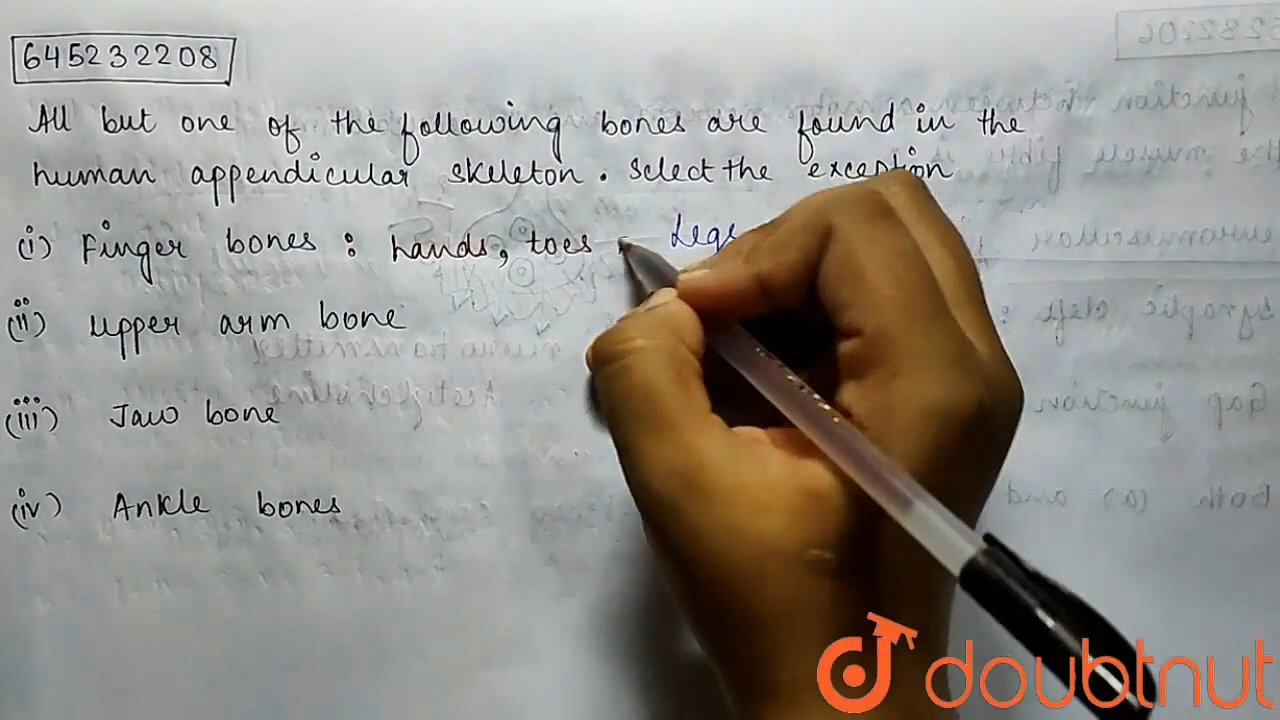 645232208
All but one of the following bones are found in the
human appendicular skeleton. Select the exception
(i) Finger bones : hands, toes Legs
(ii) upper arm bone
(iii) Jaw bone
(iv) Ankle bones
doubtnut